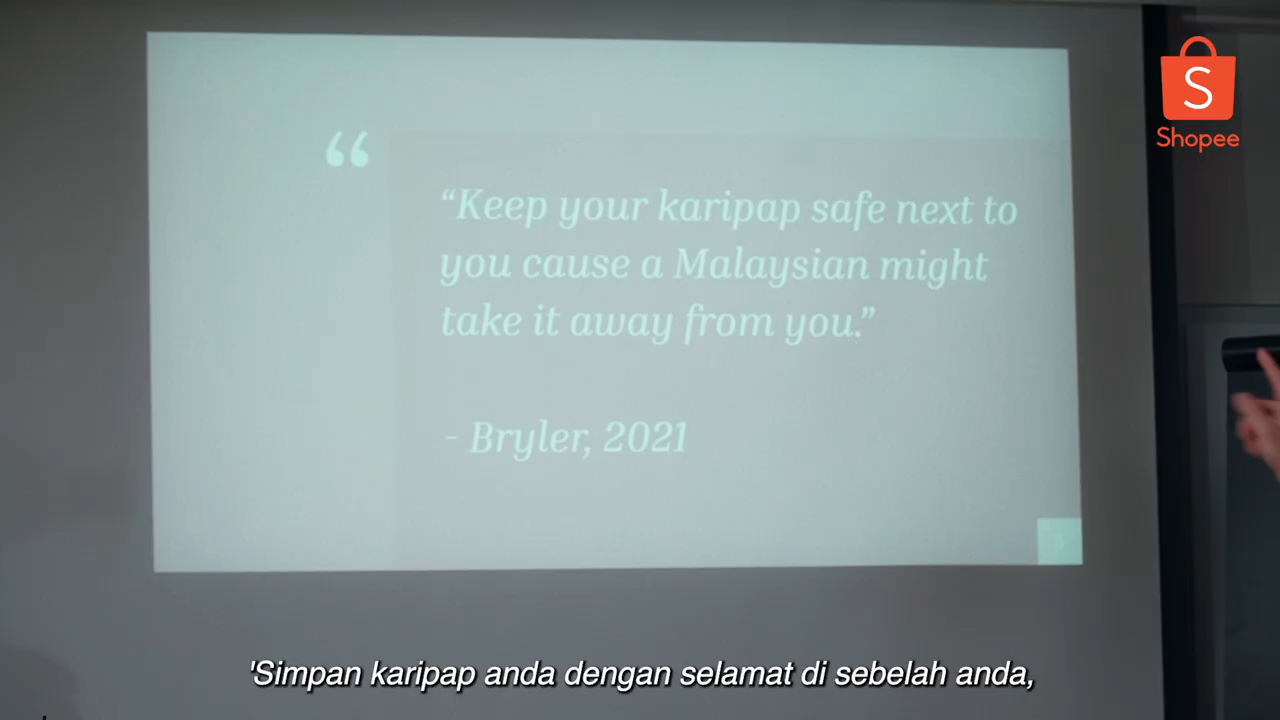 S
Shopee
“
“Keep your karipap safe next to
you cause a Malaysian might
take it away from you.”
- Bryler, 2021
'Simpan karipap anda dengan selamat di sebelah anda,